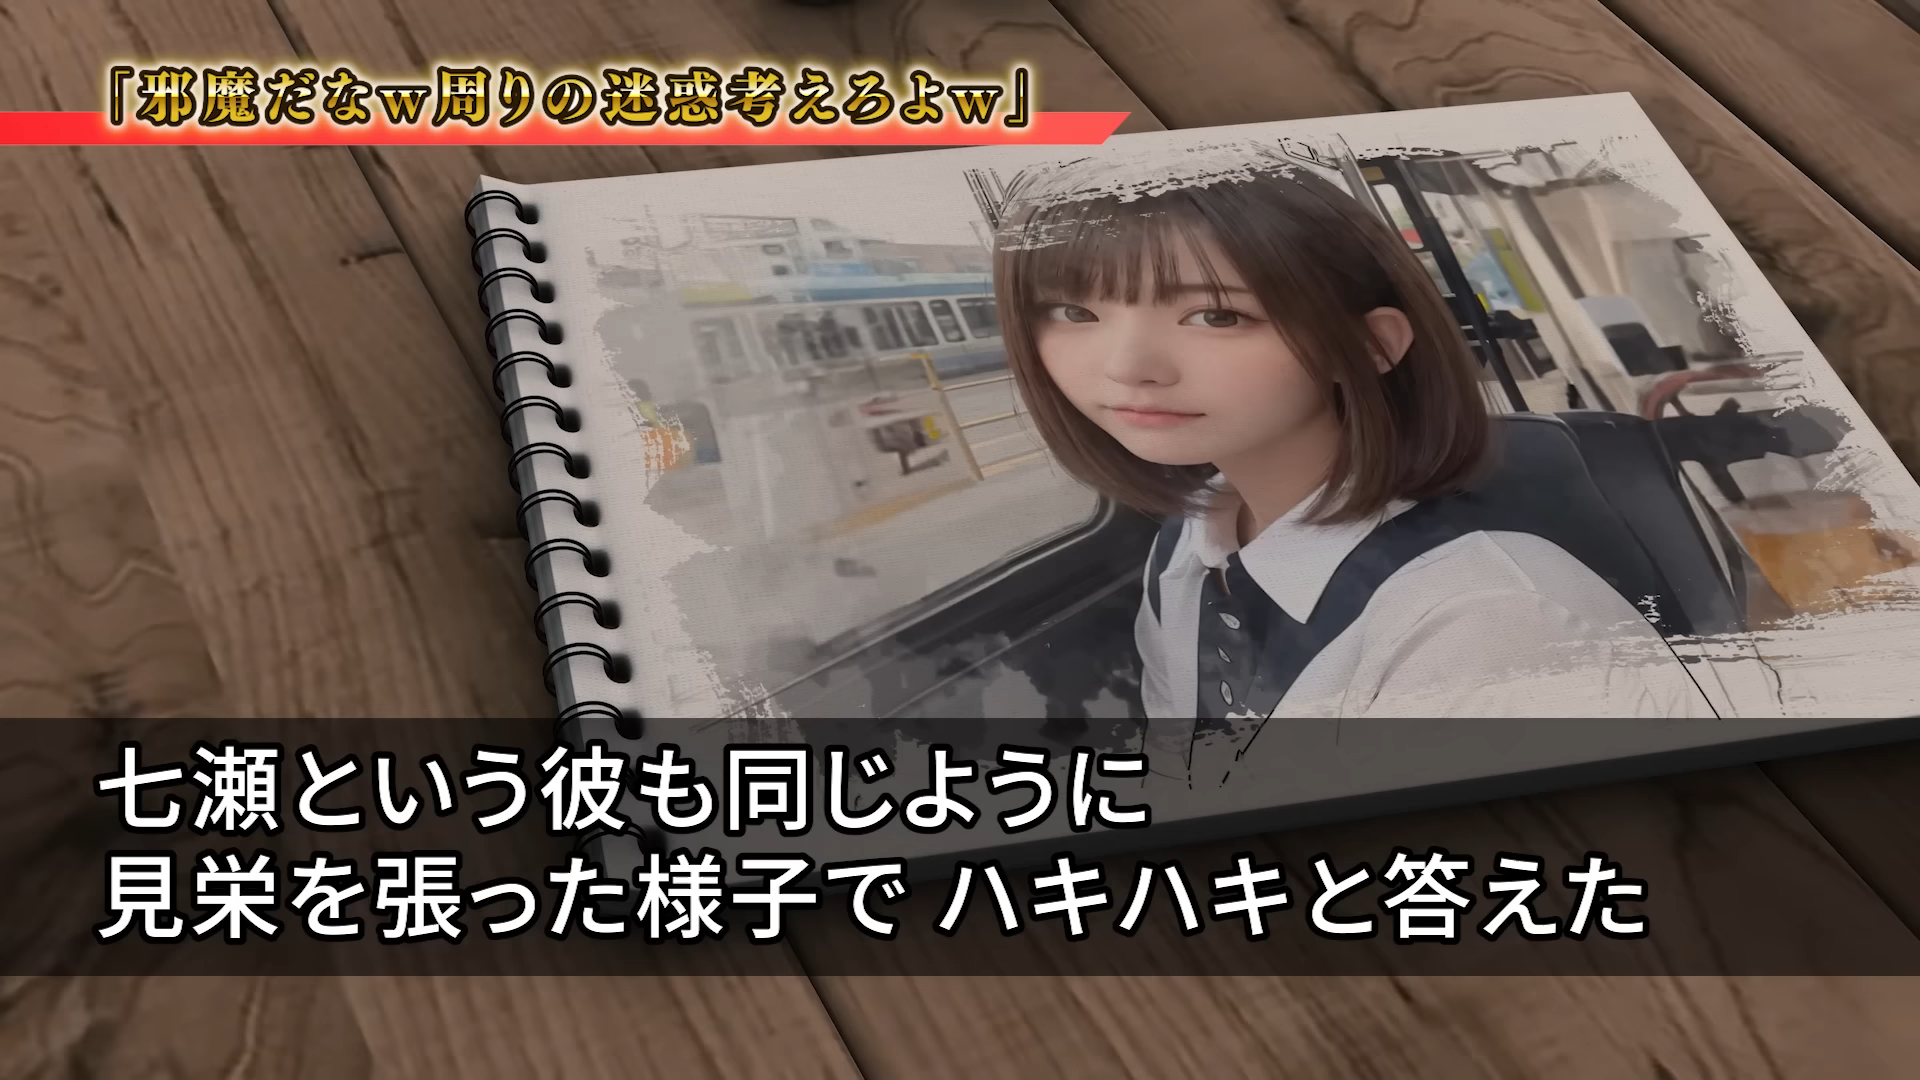 「邪魔だなw周りの迷惑考えろよw」
七瀬という彼も同じように
見栄を張った様子で ハキハキと答えた